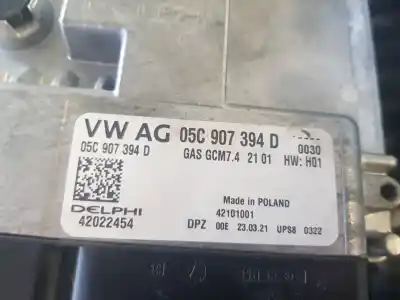 VW AG 05C 907 394 D
05C 907 394 D GAS GCM7.4 21 01 0030 HW: H01
Made in POLAND
42101001
DELPHI
42022454 DPZ 00E 23.03.21 UPS8 0322